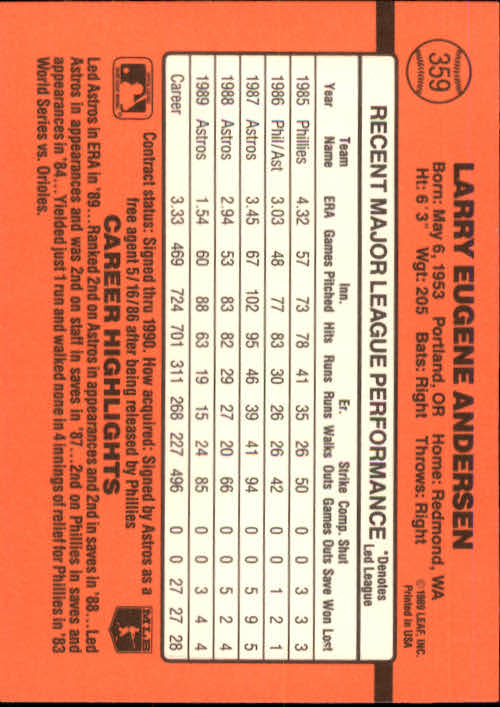 359
LARRY EUGENE ANDERSEN
Born: May 6, 1953 Portland, OR Home: Redmond, WA
Ht: 6' 3" Wgt: 205 Bats: Right Throws: Right
©1989 LEAF, INC.
Printed in USA
RECENT MAJOR LEAGUE PERFORMANCE
*Denotes
Led League
Team Inn. Er. Strike Comp. Shut
Year Name ERA Games Pitched Hits Runs Runs Walks Outs Games Outs Save Won Lost
1985 Phillies 4.32 57 73 78 41 35 26 50 0 0 3 3 3
1986 Phil/Ast 3.03 48 77 83 30 26 26 42 0 0 1 2 1
1987 Astros 3.45 67 102 95 46 39 41 94 0 0 5 9 5
1988 Astros 2.94 53 83 82 29 27 20 66 0 0 5 2 4
1989 Astros 1.54 60 88 63 19 15 24 85 0 0 3 4 4
Career 3.33 469 724 701 311 268 227 496 0 0 27 27 28
Contract status: Signed thru 1990. How acquired: Signed by Astros as a
free agent 5/16/86 after being released by Phillies
MLB
CAREER HIGHLIGHTS
Led Astros in ERA in '89...Ranked 2nd on Astros in appearances and 2nd in saves in '88...Led
Astros in appearances and was 2nd on staff in saves in '87...2nd on Phillies in saves and
appearances in '84...Yielded just 1 run and walked none in 4 innings of relief for Phillies in '83
World Series vs. Orioles.